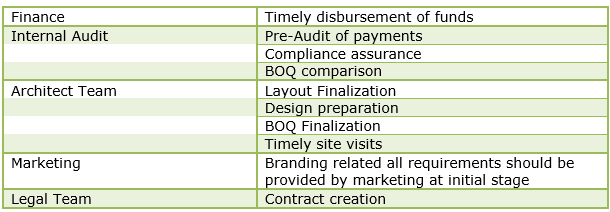 Finance Timely disbursement of funds
Internal Audit Pre-Audit of payments
Compliance assurance
BOQ comparison
Architect Team Layout Finalization
Design preparation
BOQ Finalization
Timely site visits
Marketing Branding related all requirements should be
provided by marketing at initial stage
Legal Team Contract creation